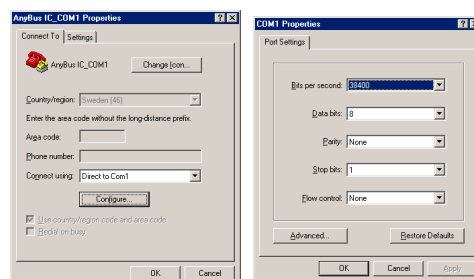 AnyBus IC_COM1 Properties
Connect To
Settings
AnyBus IC_COM1
Change Icon...
Country/region:
Sweden (46)
Enter the area code without the long-distance prefix.
Area code:
Phone number:
Connect using:
Direct to Com1
Configure...
Use country/region code and area code
Redial on busy
OK
Cancel
COM1 Properties
Port Settings
Bits per second:
38400
Data bits:
8
Parity:
None
Stop bits:
1
Flow control:
None
Advanced...
Restore Defaults
OK
Cancel
Apply